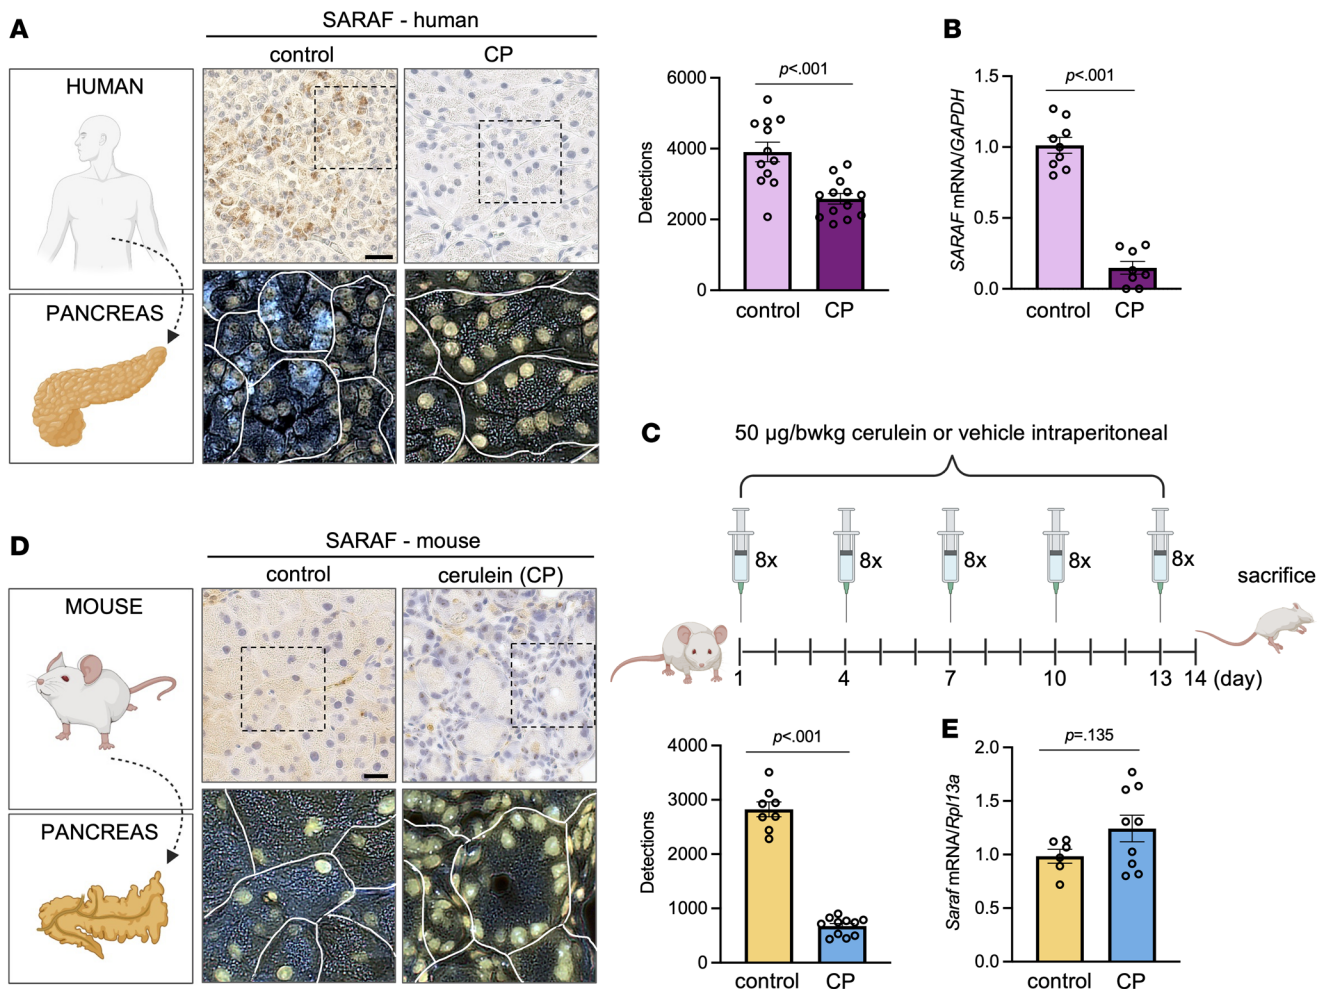 A
SARAF - human
control
CP
HUMAN
PANCREAS
6000
4000
2000
0
Detections
p<.001
control
CP
B
1.5
1.0
0.5
0.0
SARAF mRNA/GAPDH
p<.001
control
CP
C
50 µg/bwkg cerulein or vehicle intraperitoneal
8x
8x
8x
8x
8x
sacrifice
1
4
7
10
13
14 (day)
D
SARAF - mouse
control
cerulein (CP)
MOUSE
PANCREAS
4000
3000
2000
1000
0
Detections
p<.001
control
CP
E
2.0
1.5
1.0
0.5
0.0
Saraf mRNA/Rpl13a
p=.135
control
CP